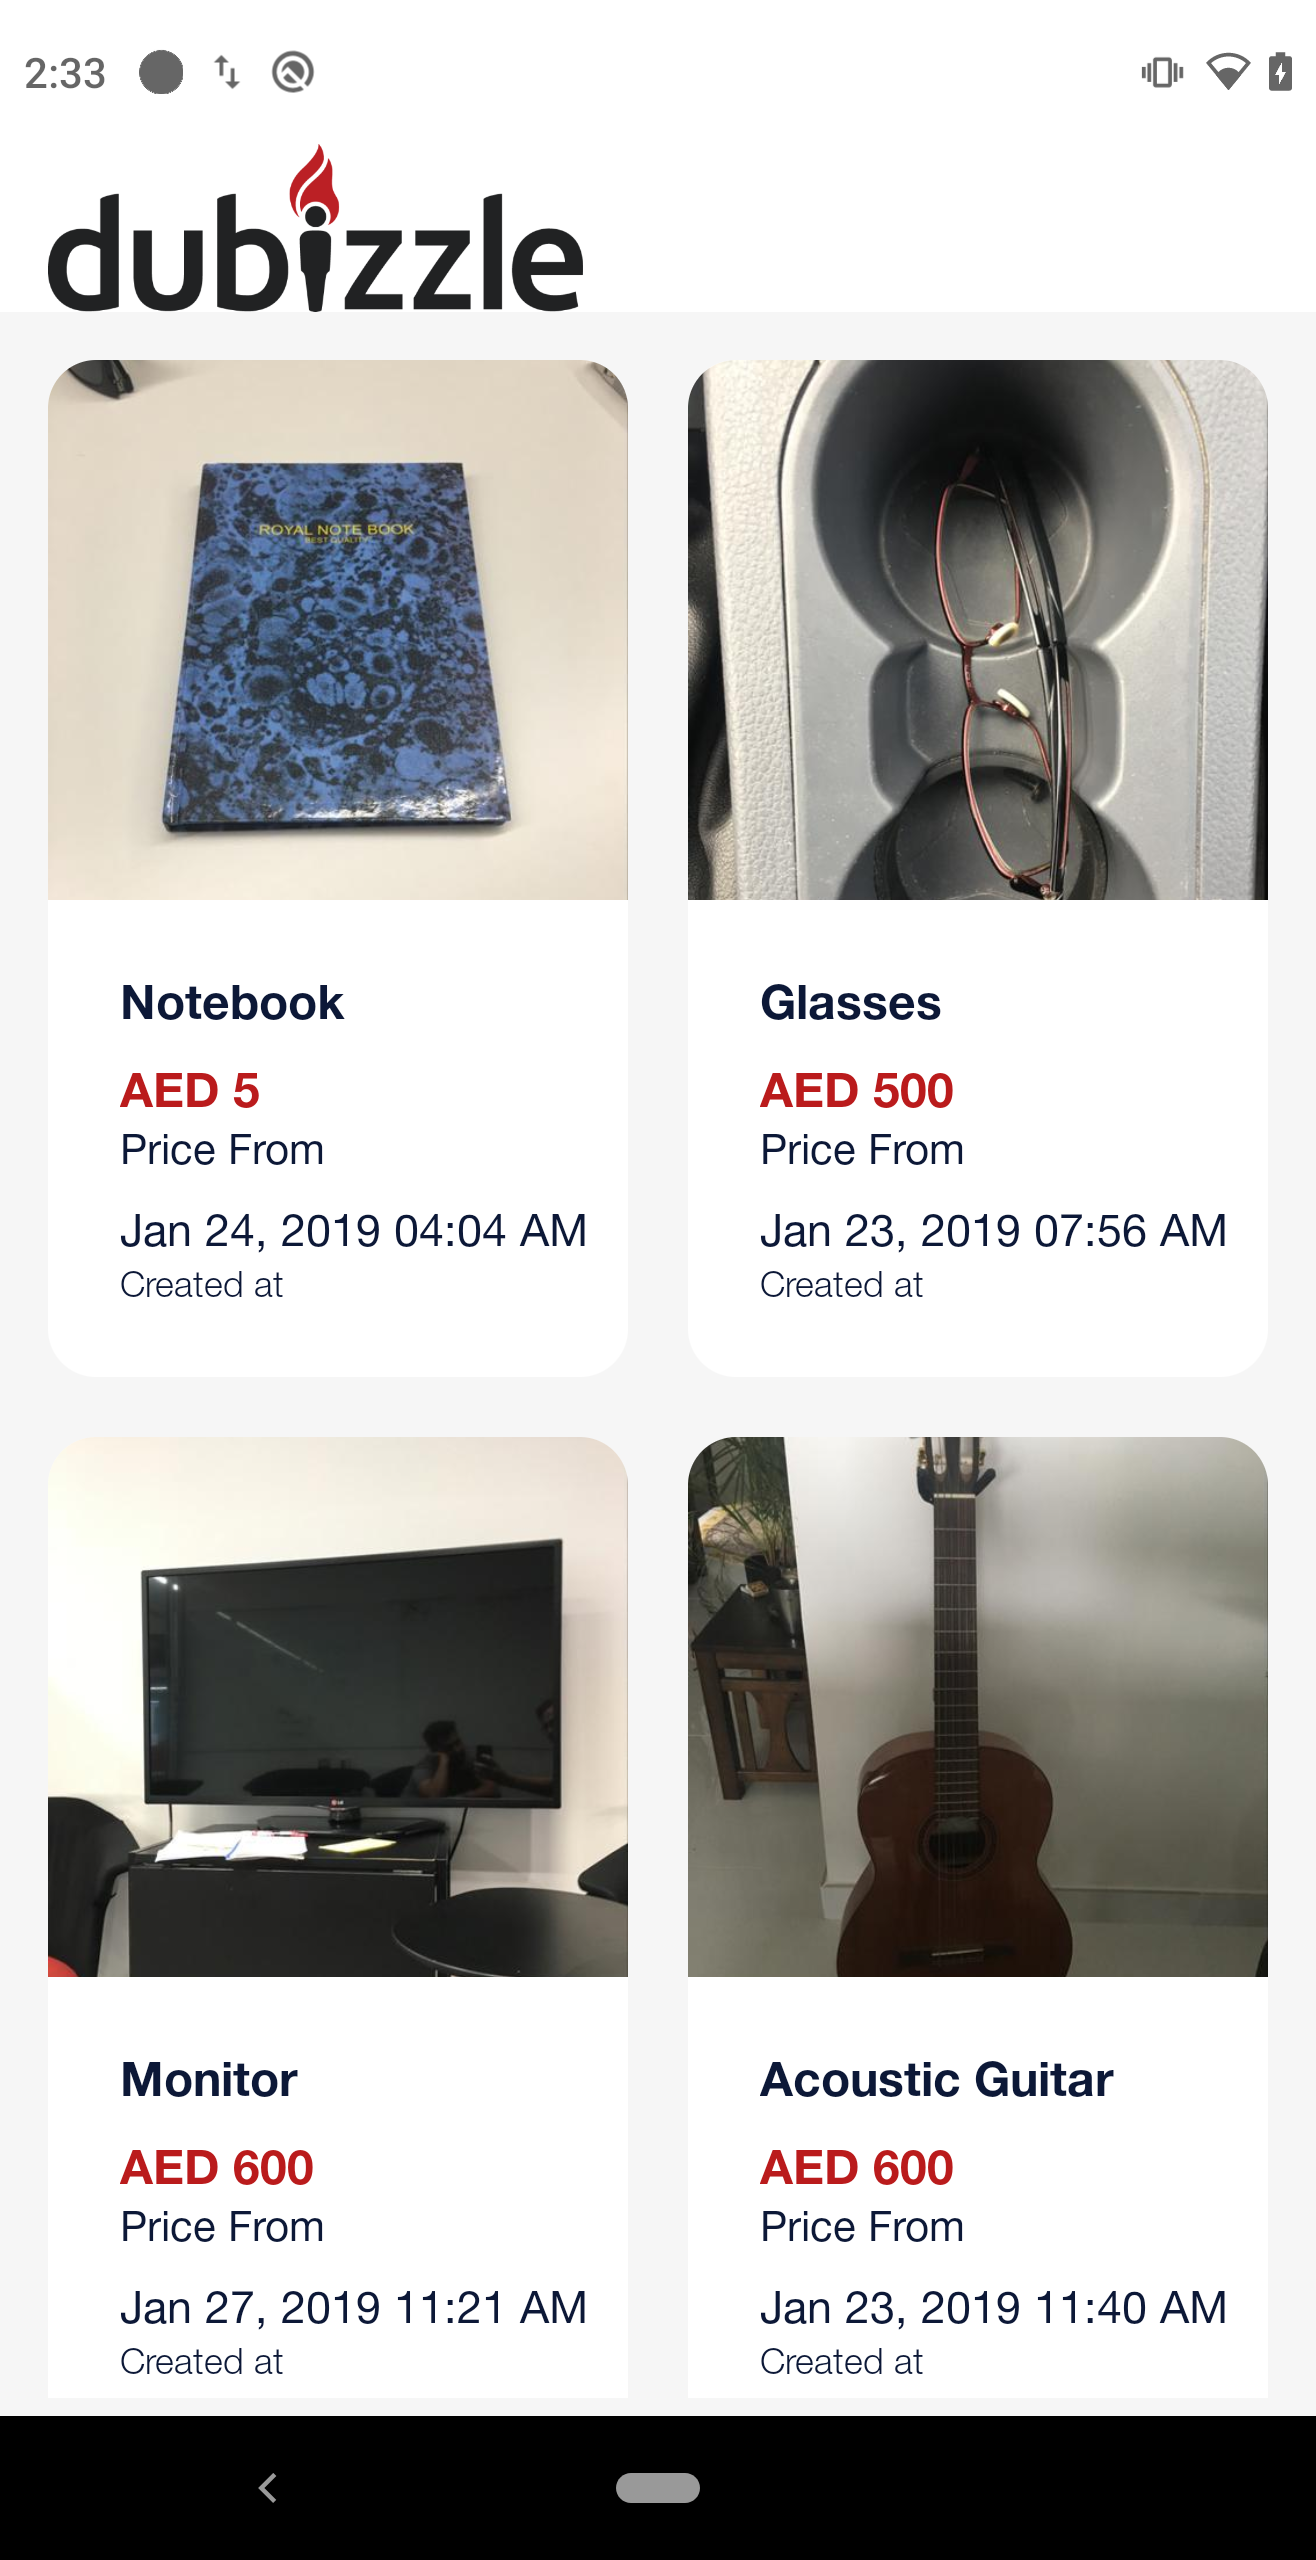 2:33
dubizzle
ROYAL NOTE BOOK
BEST QUALITY
Notebook
AED 5
Price From
Jan 24, 2019 04:04 AM
Created at
Glasses
AED 500
Price From
Jan 23, 2019 07:56 AM
Created at
LG
Monitor
AED 600
Price From
Jan 27, 2019 11:21 AM
Created at
Acoustic Guitar
AED 600
Price From
Jan 23, 2019 11:40 AM
Created at